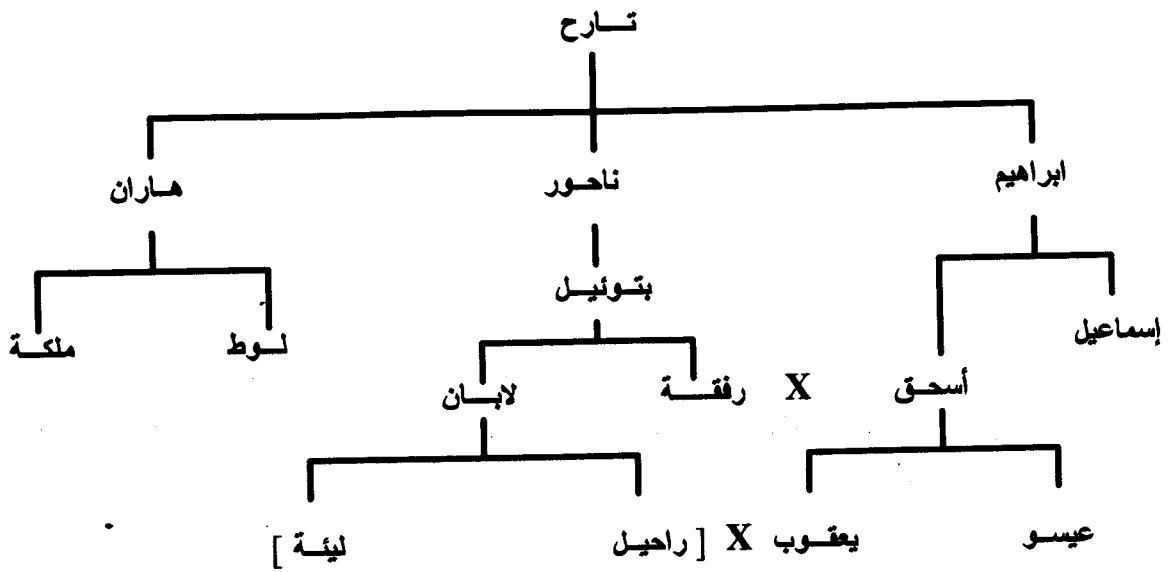 تارح
ابراهيم ناحور هاران
بتوئيل
إسماعيل لوط ملكة
أسحق X رفقة لابان
عيسو يعقوب X [ راحيل ليئة ]